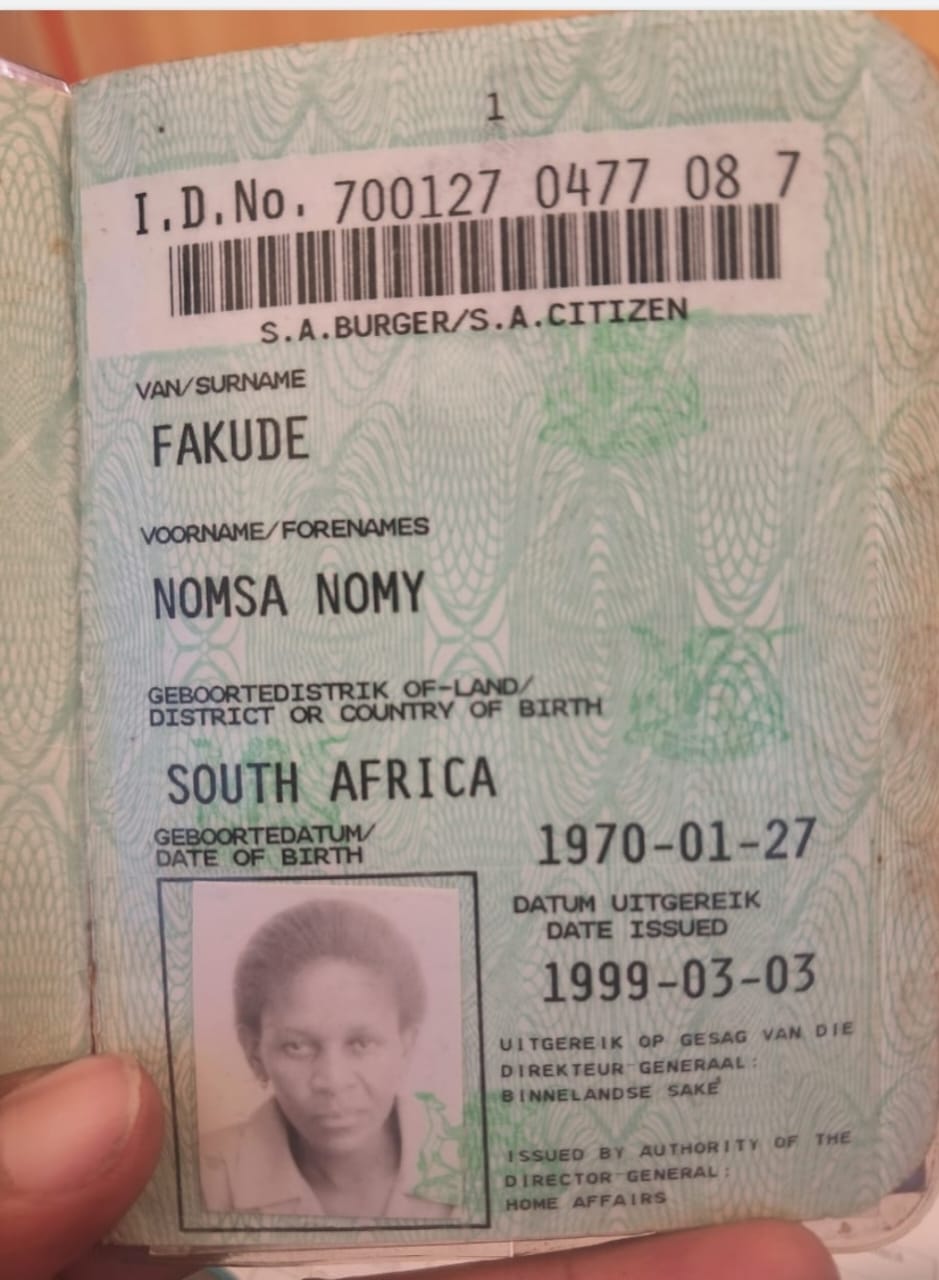 1
I.D.No. 700127 0477 08 7
S.A.BURGER/S.A.CITIZEN
VAN/SURNAME
FAKUDE
VOORNAME/FORENAMES
NOMSA NOMY
GEBOORTEDISTRIK OF-LAND/
DISTRICT OR COUNTRY OF BIRTH
SOUTH AFRICA
GEBOORTEDATUM/
DATE OF BIRTH
1970-01-27
DATUM UITGEREIK
DATE ISSUED
1999-03-03
UITGEREIK OP GESAG VAN DIE
DIREKTEUR-GENERAAL:
BINNELANDSE SAKE
ISSUED BY AUTHORITY OF THE
DIRECTOR-GENERAL:
HOME AFFAIRS